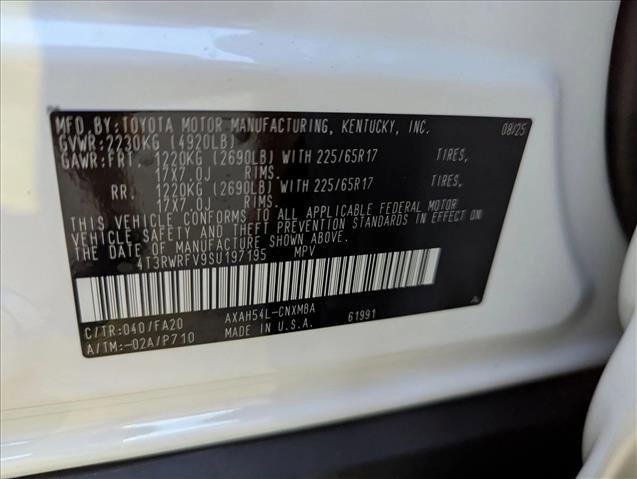 MFD.BY:TOYOTA MOTOR MANUFACTURING, KENTUCKY, INC. 08/25
GVWR:2230KG (4920LB)
GAWR:FRT. 1220KG (2690LB) WITH 225/65R17 TIRES,
17X7.0J RIMS.
RR. 1220KG (2690LB) WITH 225/65R17 TIRES,
17X7.0J RIMS.
THIS VEHICLE CONFORMS TO ALL APPLICABLE FEDERAL MOTOR
VEHICLE SAFETY AND THEFT PREVENTION STANDARDS IN EFFECT ON
THE DATE OF MANUFACTURE SHOWN ABOVE.
4T3RWRFV9SU197195 MPV
C/TR:040/FA20 AXAH54L-CNXMBA 61991
A/TM:-02A/P710 MADE IN U.S.A.